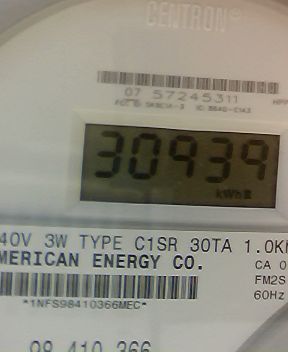 CENTRON®
07 57245311
30939
kWh
40V 3W TYPE C1SR 30TA 1.0K
MERICAN ENERGY CO.
CA 0
FM2S
60Hz
*1NFS98410366MEC*
98 410 366